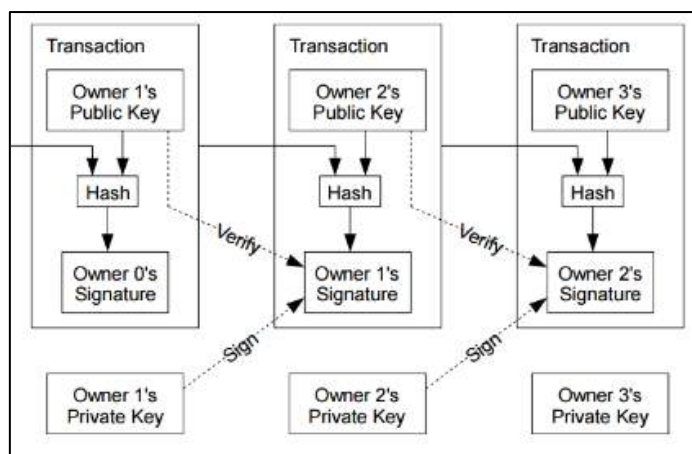 Transaction
Owner 1's
Public Key
Hash
Owner 0's
Signature
Transaction
Owner 2's
Public Key
Hash
Verify
Owner 1's
Signature
Transaction
Owner 3's
Public Key
Hash
Verify
Owner 2's
Signature
Sign
Sign
Owner 1's
Private Key
Owner 2's
Private Key
Owner 3's
Private Key